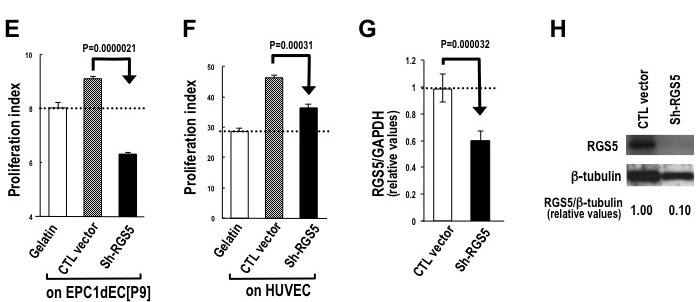 E
P=0.0000021
Proliferation index
10
8
6
4
Gelatin
CTL vector
Sh-RGS5
on EPC1dEC[P9]
F
P=0.00031
Proliferation index
50
40
30
20
10
0
Gelatin
CTL vector
Sh-RGS5
on HUVEC
G
P=0.000032
RGS5/GAPDH
(relative values)
1.2
1
0.8
0.6
0.4
0.2
0
CTL vector
Sh-RGS5
H
CTL vector
Sh-RGS5
RGS5
β-tubulin
RGS5/β-tubulin
(relative values)
1.00 0.10